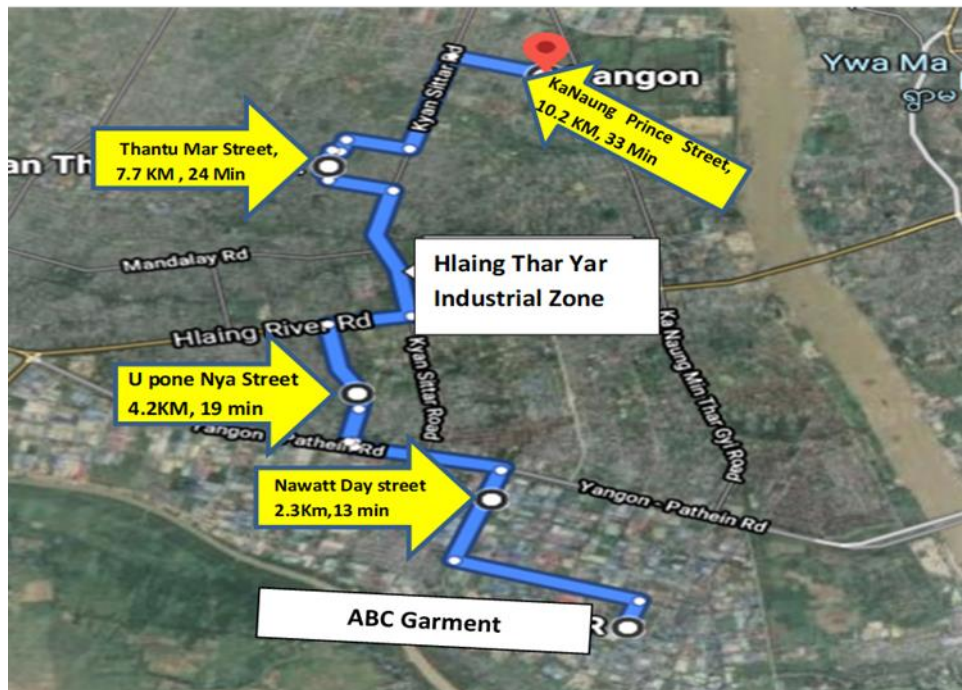 Kyan Sittar Rd
angon
Ywa Ma
ရွာမ
KaNaung Prince Street,
10.2 KM, 33 Min
Thantu Mar Street,
7.7 KM , 24 Min
an Th
Mandalay Rd
Hlaing Thar Yar
Industrial Zone
Hlaing River Rd
Kyan Sittar Road
Ka Naung Min Thar Gyi Road
U pone Nya Street
4.2KM, 19 min
Yangon - Pathein Rd
Nawatt Day street
2.3Km,13 min
Yangon - Pathein Rd
ABC Garment
R